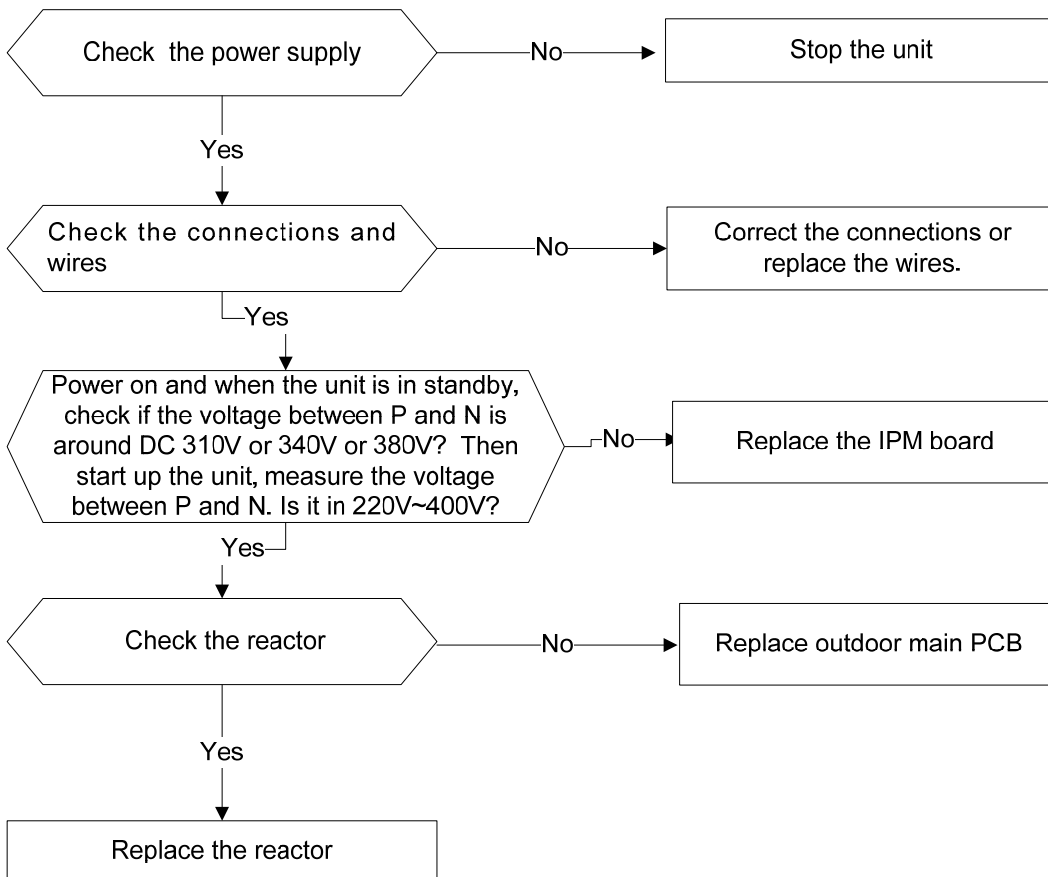 Check the power supply
No
Stop the unit
Yes
Check the connections and
wires
No
Correct the connections or
replace the wires.
Yes
Power on and when the unit is in standby,
check if the voltage between P and N is
around DC 310V or 340V or 380V? Then
start up the unit, measure the voltage
between P and N. Is it in 220V~400V?
No
Replace the IPM board
Yes
Check the reactor
No
Replace outdoor main PCB
Yes
Replace the reactor